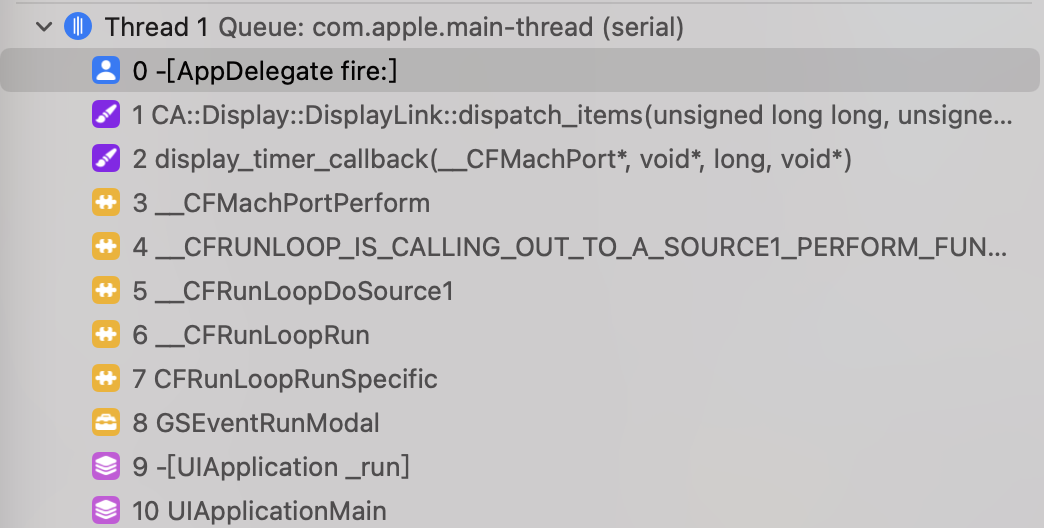 Thread 1 Queue: com.apple.main-thread (serial)
0 -[AppDelegate fire:]
1 CA::Display::DisplayLink::dispatch_items(unsigned long long, unsigne...
2 display_timer_callback(__CFMachPort*, void*, long, void*)
3 __CFMachPortPerform
4 __CFRUNLOOP_IS_CALLING_OUT_TO_A_SOURCE1_PERFORM_FUN...
5 __CFRunLoopDoSource1
6 __CFRunLoopRun
7 CFRunLoopRunSpecific
8 GSEventRunModal
9 -[UIApplication _run]
10 UIApplicationMain